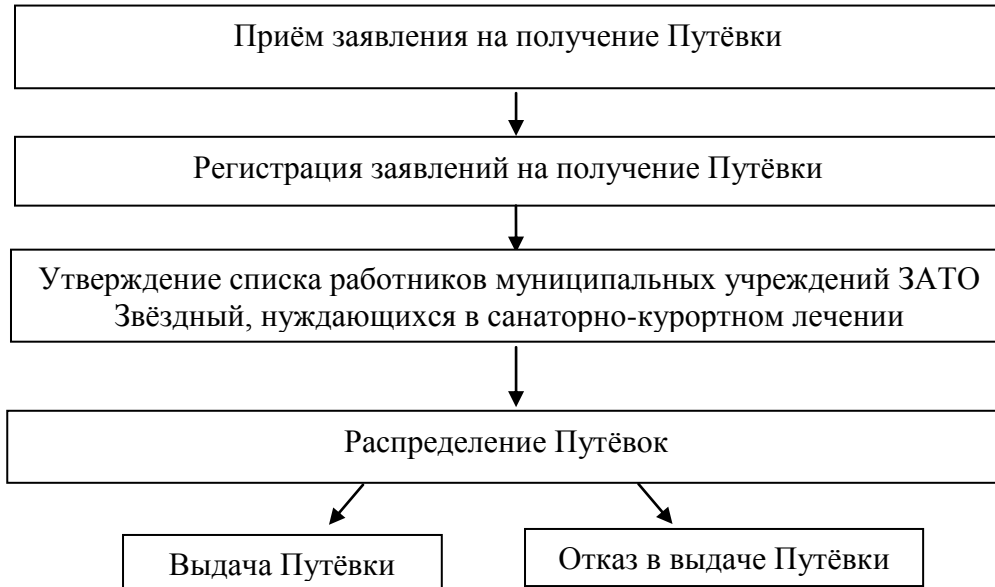 Приём заявления на получение Путёвки
Регистрация заявлений на получение Путёвки
Утверждение списка работников муниципальных учреждений ЗАТО
Звёздный, нуждающихся в санаторно-курортном лечении
Распределение Путёвок
Выдача Путёвки
Отказ в выдаче Путёвки